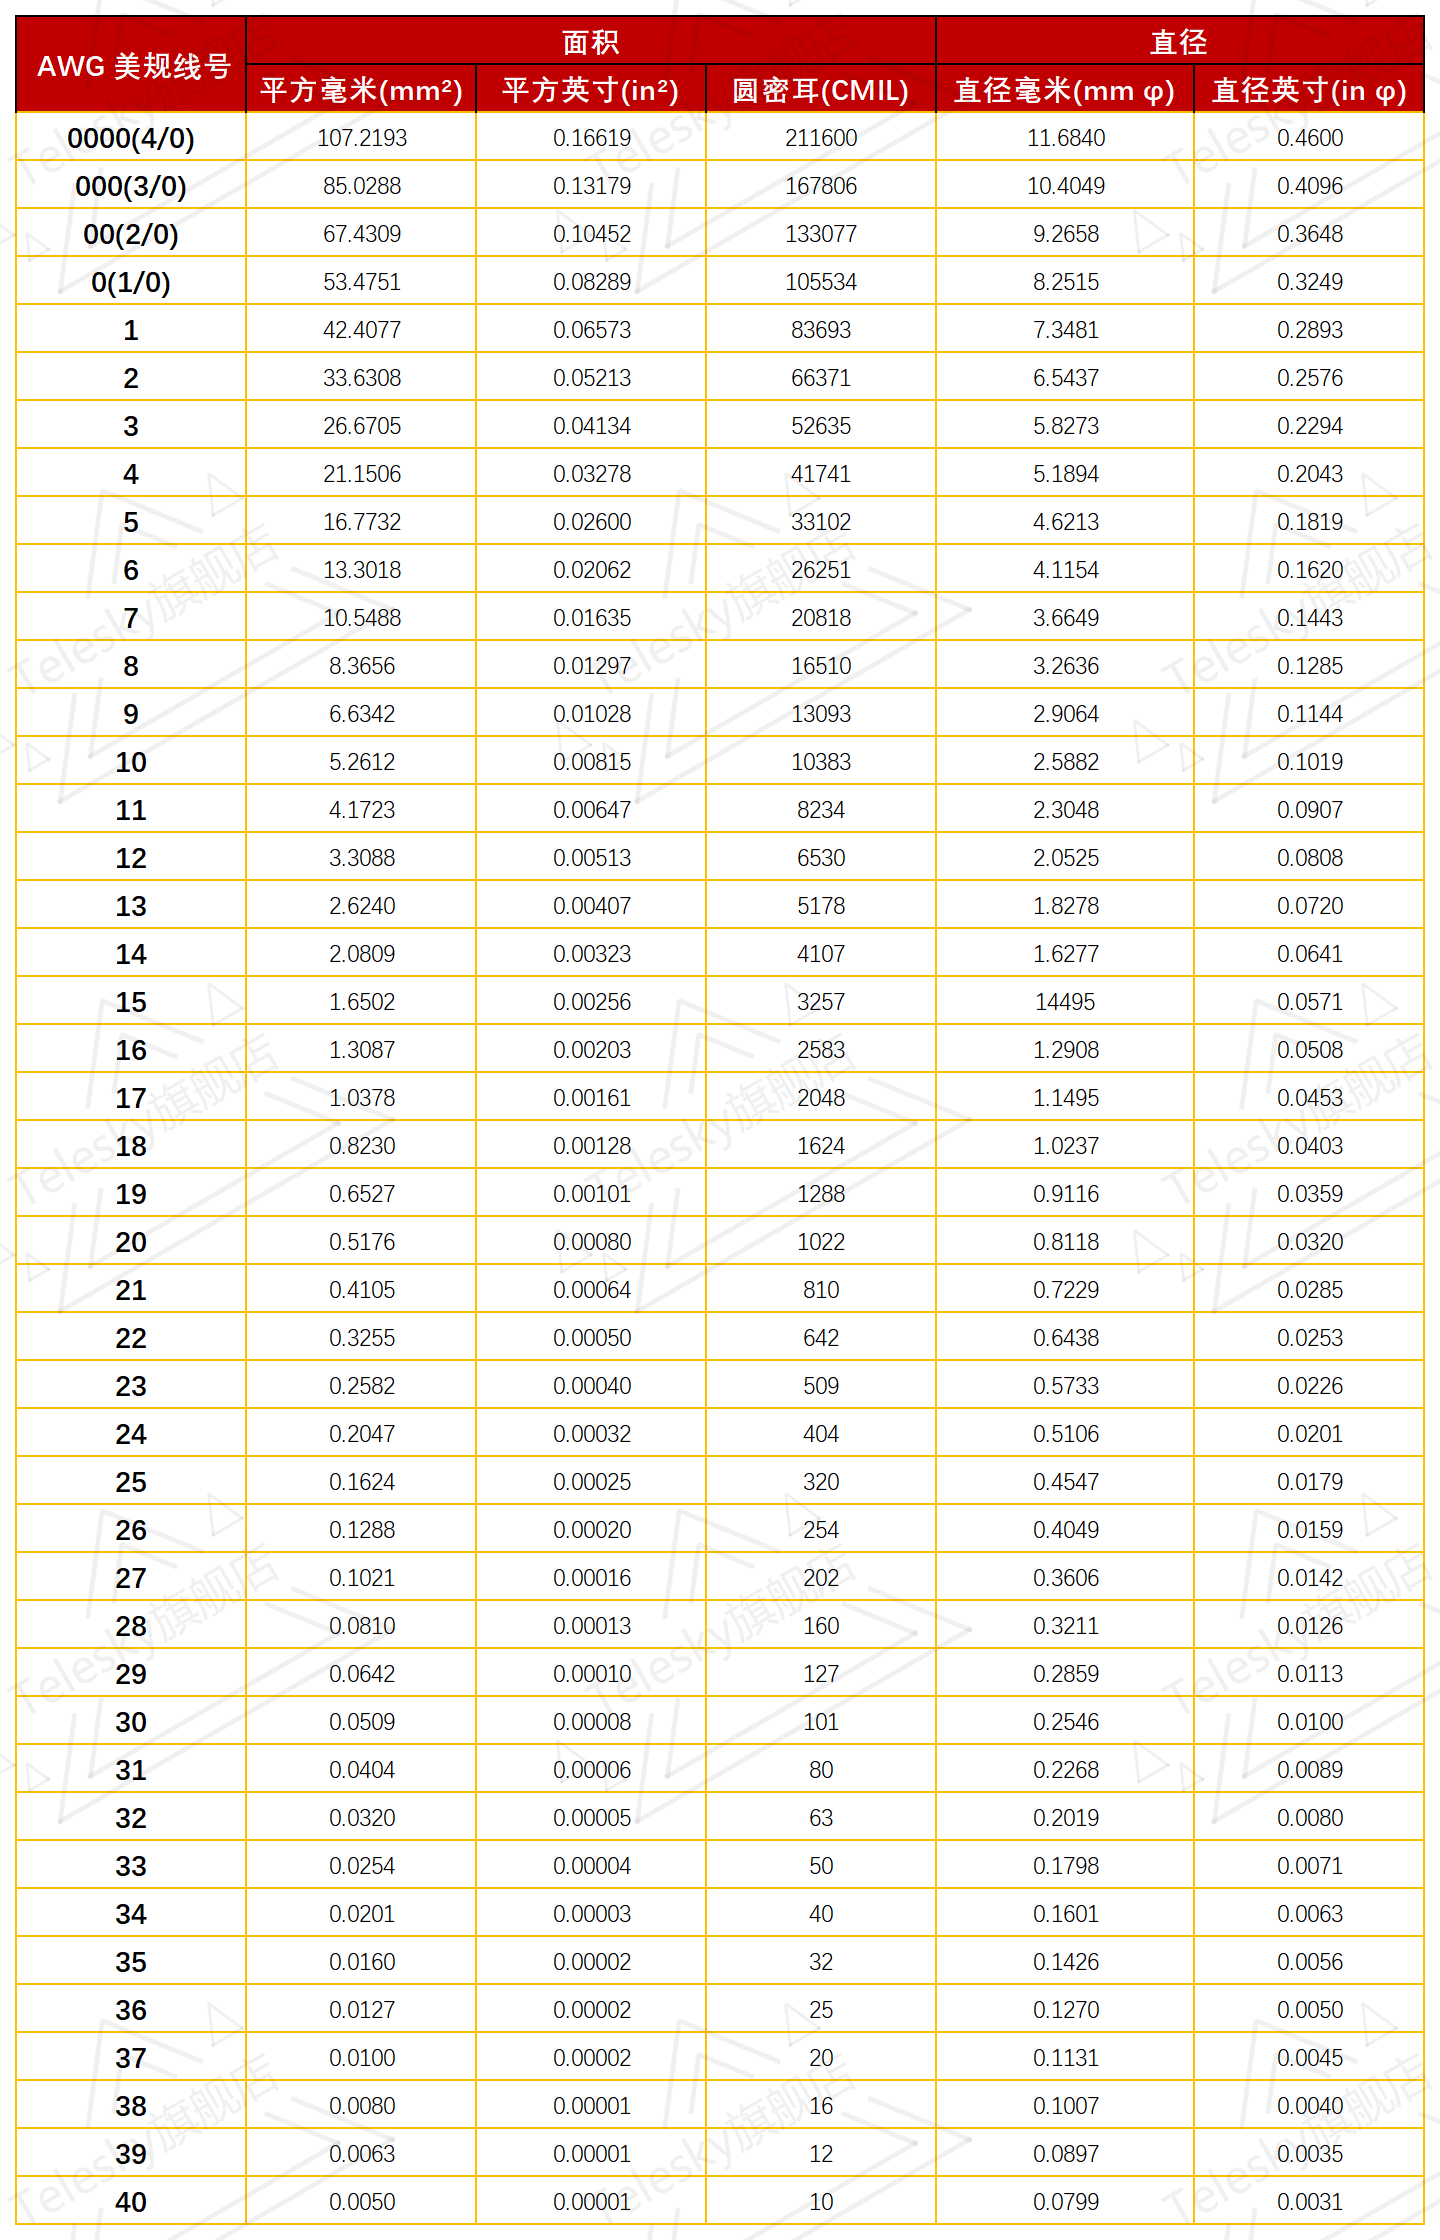 AWG 美规线号 面积 直径
平方毫米(mm²) 平方英寸(in²) 圆密耳(CMIL) 直径毫米(mm φ) 直径英寸(in φ)
0000(4/0) 107.2193 0.16619 211600 11.6840 0.4600
000(3/0) 85.0288 0.13179 167806 10.4049 0.4096
00(2/0) 67.4309 0.10452 133077 9.2658 0.3648
0(1/0) 53.4751 0.08289 105534 8.2515 0.3249
1 42.4077 0.06573 83693 7.3481 0.2893
2 33.6308 0.05213 66371 6.5437 0.2576
3 26.6705 0.04134 52635 5.8273 0.2294
4 21.1506 0.03278 41741 5.1894 0.2043
5 16.7732 0.02600 33102 4.6213 0.1819
6 13.3018 0.02062 26251 4.1154 0.1620
7 10.5488 0.01635 20818 3.6649 0.1443
8 8.3656 0.01297 16510 3.2636 0.1285
9 6.6342 0.01028 13093 2.9064 0.1144
10 5.2612 0.00815 10383 2.5882 0.1019
11 4.1723 0.00647 8234 2.3048 0.0907
12 3.3088 0.00513 6530 2.0525 0.0808
13 2.6240 0.00407 5178 1.8278 0.0720
14 2.0809 0.00323 4107 1.6277 0.0641
15 1.6502 0.00256 3257 14495 0.0571
16 1.3087 0.00203 2583 1.2908 0.0508
17 1.0378 0.00161 2048 1.1495 0.0453
18 0.8230 0.00128 1624 1.0237 0.0403
19 0.6527 0.00101 1288 0.9116 0.0359
20 0.5176 0.00080 1022 0.8118 0.0320
21 0.4105 0.00064 810 0.7229 0.0285
22 0.3255 0.00050 642 0.6438 0.0253
23 0.2582 0.00040 509 0.5733 0.0226
24 0.2047 0.00032 404 0.5106 0.0201
25 0.1624 0.00025 320 0.4547 0.0179
26 0.1288 0.00020 254 0.4049 0.0159
27 0.1021 0.00016 202 0.3606 0.0142
28 0.0810 0.00013 160 0.3211 0.0126
29 0.0642 0.00010 127 0.2859 0.0113
30 0.0509 0.00008 101 0.2546 0.0100
31 0.0404 0.00006 80 0.2268 0.0089
32 0.0320 0.00005 63 0.2019 0.0080
33 0.0254 0.00004 50 0.1798 0.0071
34 0.0201 0.00003 40 0.1601 0.0063
35 0.0160 0.00002 32 0.1426 0.0056
36 0.0127 0.00002 25 0.1270 0.0050
37 0.0100 0.00002 20 0.1131 0.0045
38 0.0080 0.00001 16 0.1007 0.0040
39 0.0063 0.00001 12 0.0897 0.0035
40 0.0050 0.00001 10 0.0799 0.0031
Telesky旗舰店